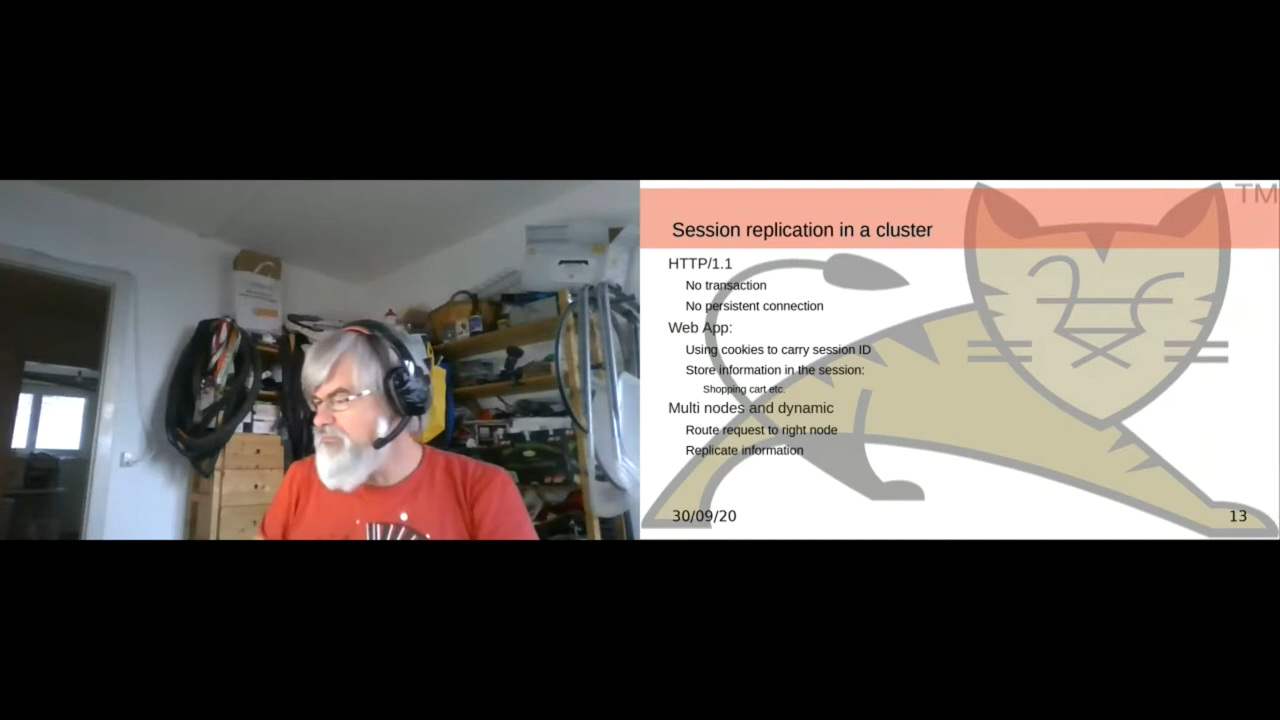 TM
Session replication in a cluster
HTTP/1.1
No transaction
No persistent connection
Web App:
Using cookies to carry session ID
Store information in the session:
Shopping cart etc.
Multi nodes and dynamic
Route request to right node
Replicate information
30/09/20
13